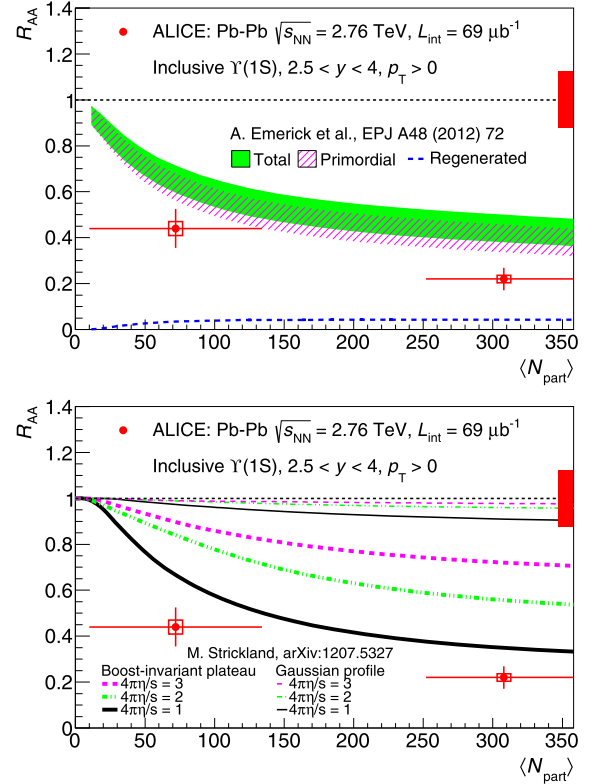 R_AA
1.4
1.2
1
0.8
0.6
0.4
0.2
0
ALICE: Pb-Pb √s_NN = 2.76 TeV, L_int = 69 μb⁻¹
Inclusive ϒ(1S), 2.5 < y < 4, p_T > 0
A. Emerick et al., EPJ A48 (2012) 72
Total Primordial Regenerated
0 50 100 150 200 250 300 350
⟨N_part⟩
R_AA
1.4
1.2
1
0.8
0.6
0.4
0.2
0
ALICE: Pb-Pb √s_NN = 2.76 TeV, L_int = 69 μb⁻¹
Inclusive ϒ(1S), 2.5 < y < 4, p_T > 0
M. Strickland, arXiv:1207.5327
Boost-invariant plateau Gaussian profile
4πη/s = 3 4πη/s = 3
4πη/s = 2 4πη/s = 2
4πη/s = 1 4πη/s = 1
0 50 100 150 200 250 300 350
⟨N_part⟩